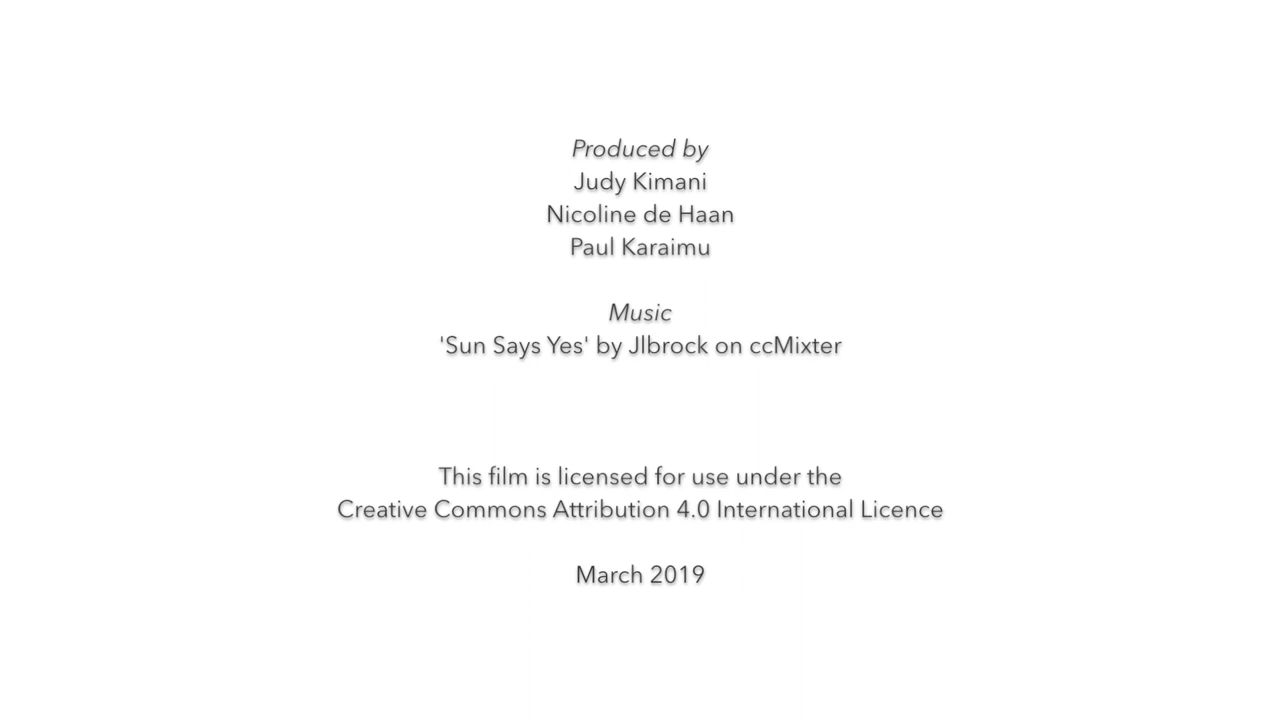 Produced by
Judy Kimani
Nicoline de Haan
Paul Karaimu
Music
'Sun Says Yes' by Jlbrock on ccMixter
This film is licensed for use under the
Creative Commons Attribution 4.0 International Licence
March 2019